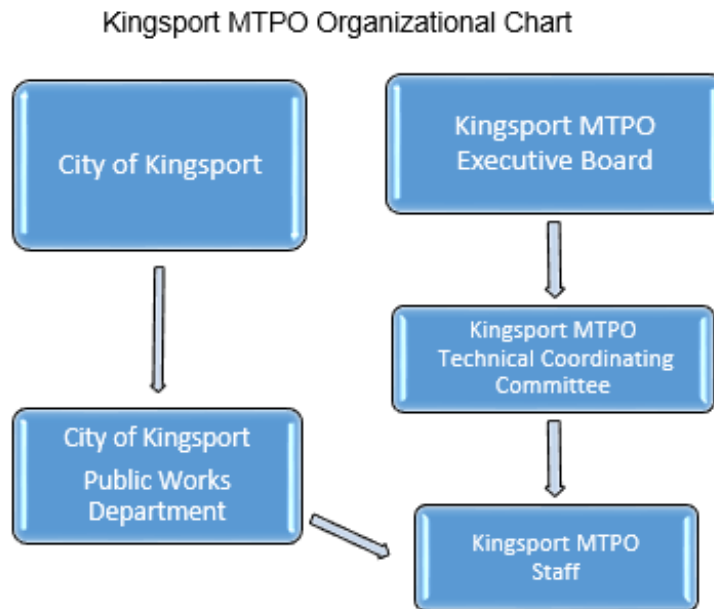 Kingsport MTPO Organizational Chart
City of Kingsport
Kingsport MTPO
Executive Board
Kingsport MTPO
Technical Coordinating
Committee
City of Kingsport
Public Works
Department
Kingsport MTPO
Staff